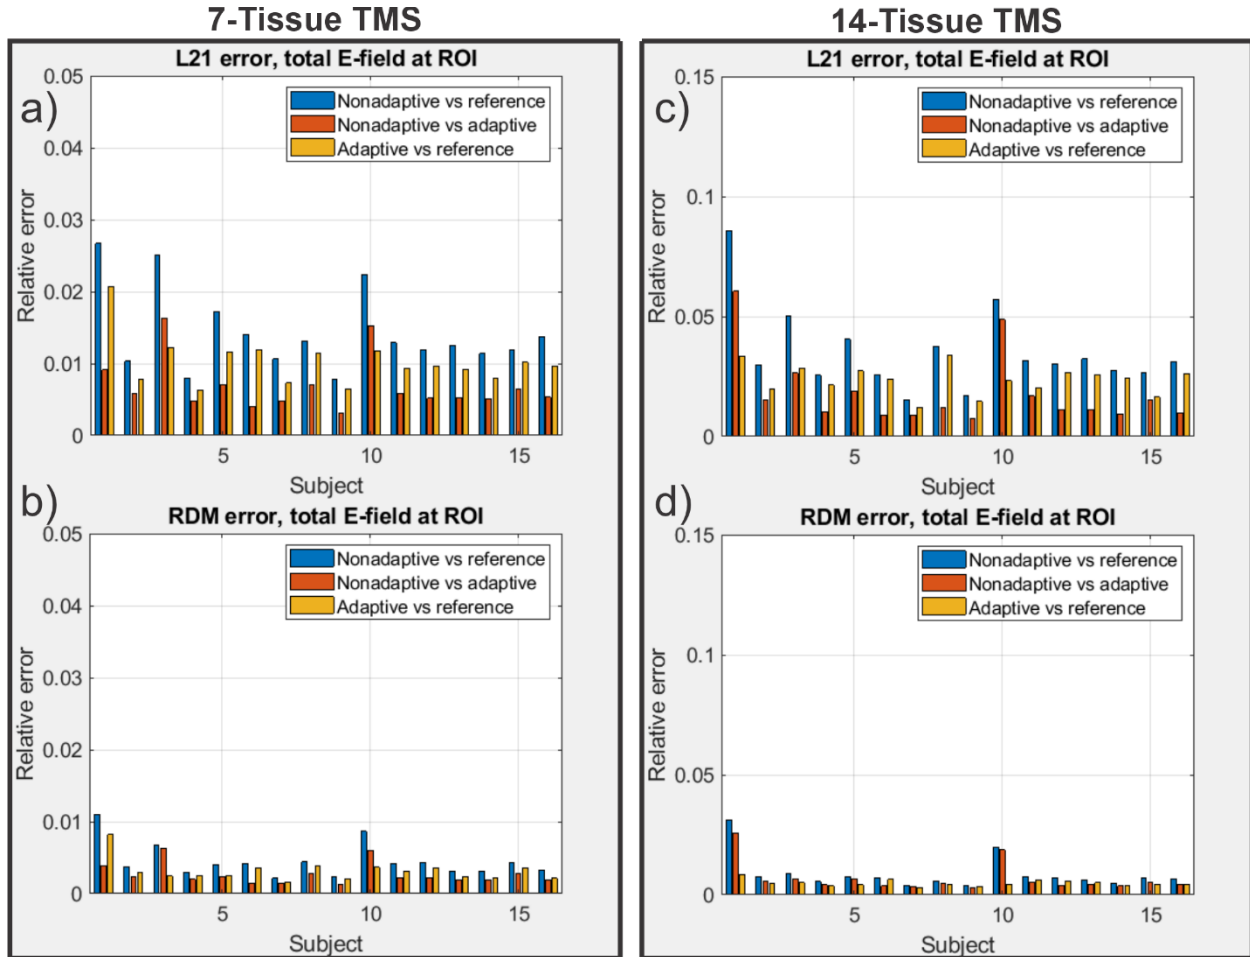 7-Tissue TMS
a)
L21 error, total E-field at ROI
Nonadaptive vs reference
Nonadaptive vs adaptive
Adaptive vs reference
Relative error
0.05
0.04
0.03
0.02
0.01
0
5
10
15
Subject
b)
RDM error, total E-field at ROI
Nonadaptive vs reference
Nonadaptive vs adaptive
Adaptive vs reference
Relative error
0.05
0.04
0.03
0.02
0.01
0
5
10
15
Subject
14-Tissue TMS
c)
L21 error, total E-field at ROI
Nonadaptive vs reference
Nonadaptive vs adaptive
Adaptive vs reference
Relative error
0.15
0.1
0.05
0
5
10
15
Subject
d)
RDM error, total E-field at ROI
Nonadaptive vs reference
Nonadaptive vs adaptive
Adaptive vs reference
Relative error
0.15
0.1
0.05
0
5
10
15
Subject